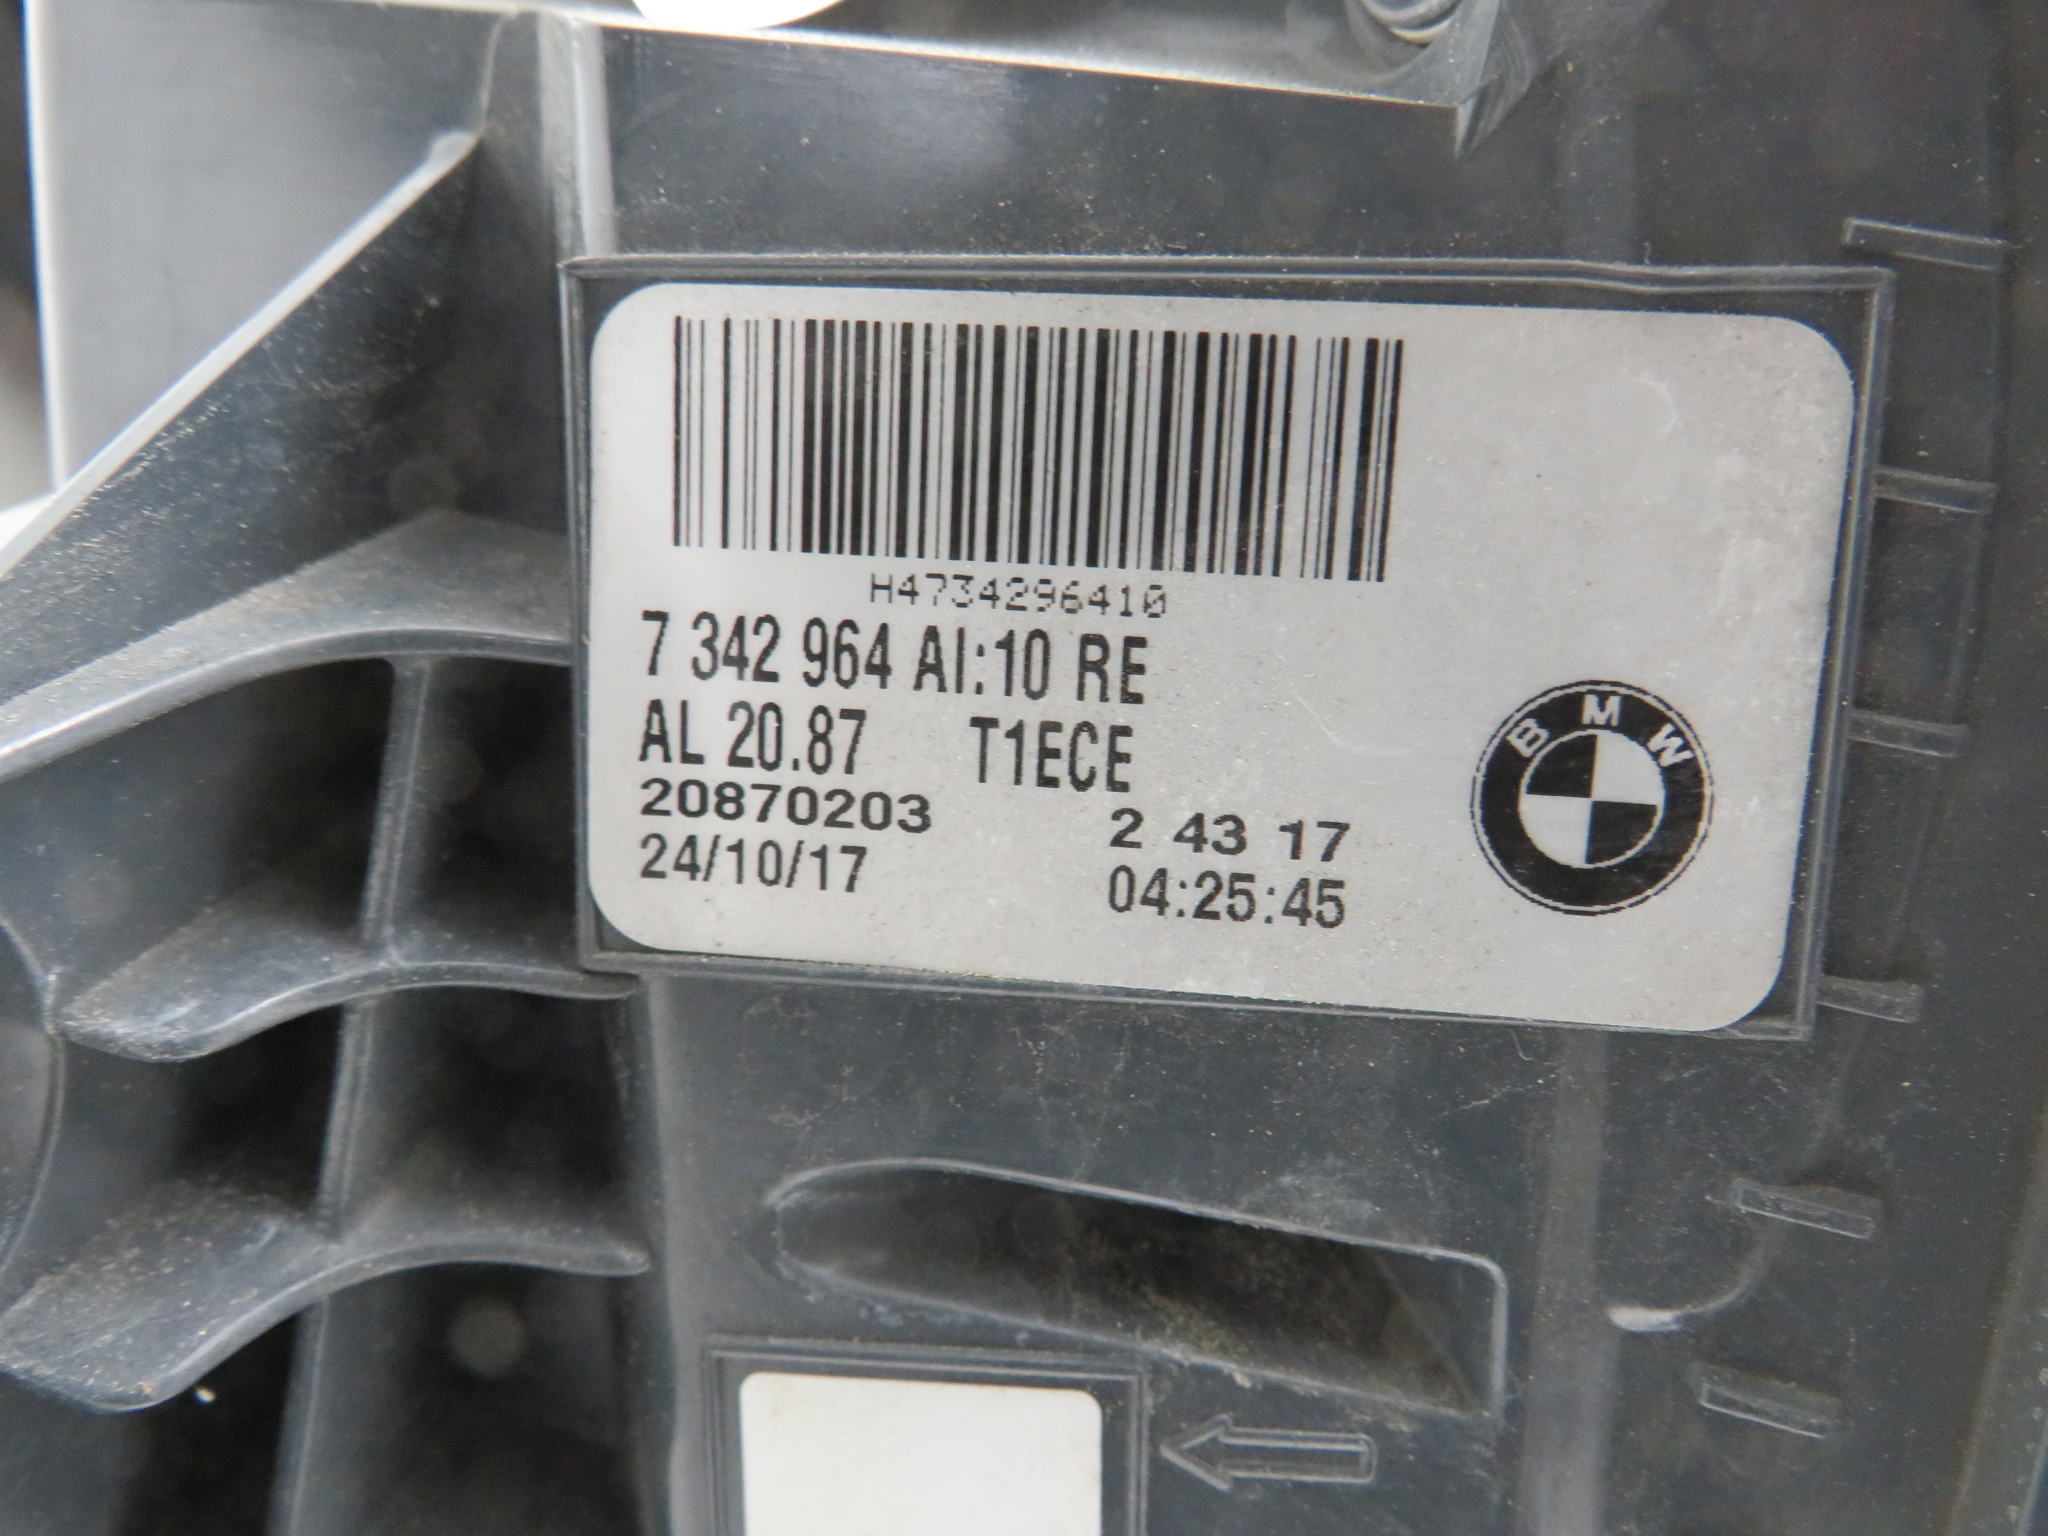 H4734296410
7 342 964 AI:10 RE
AL 20.87 T1ECE
20870203 2 43 17
24/10/17 04:25:45
BMW